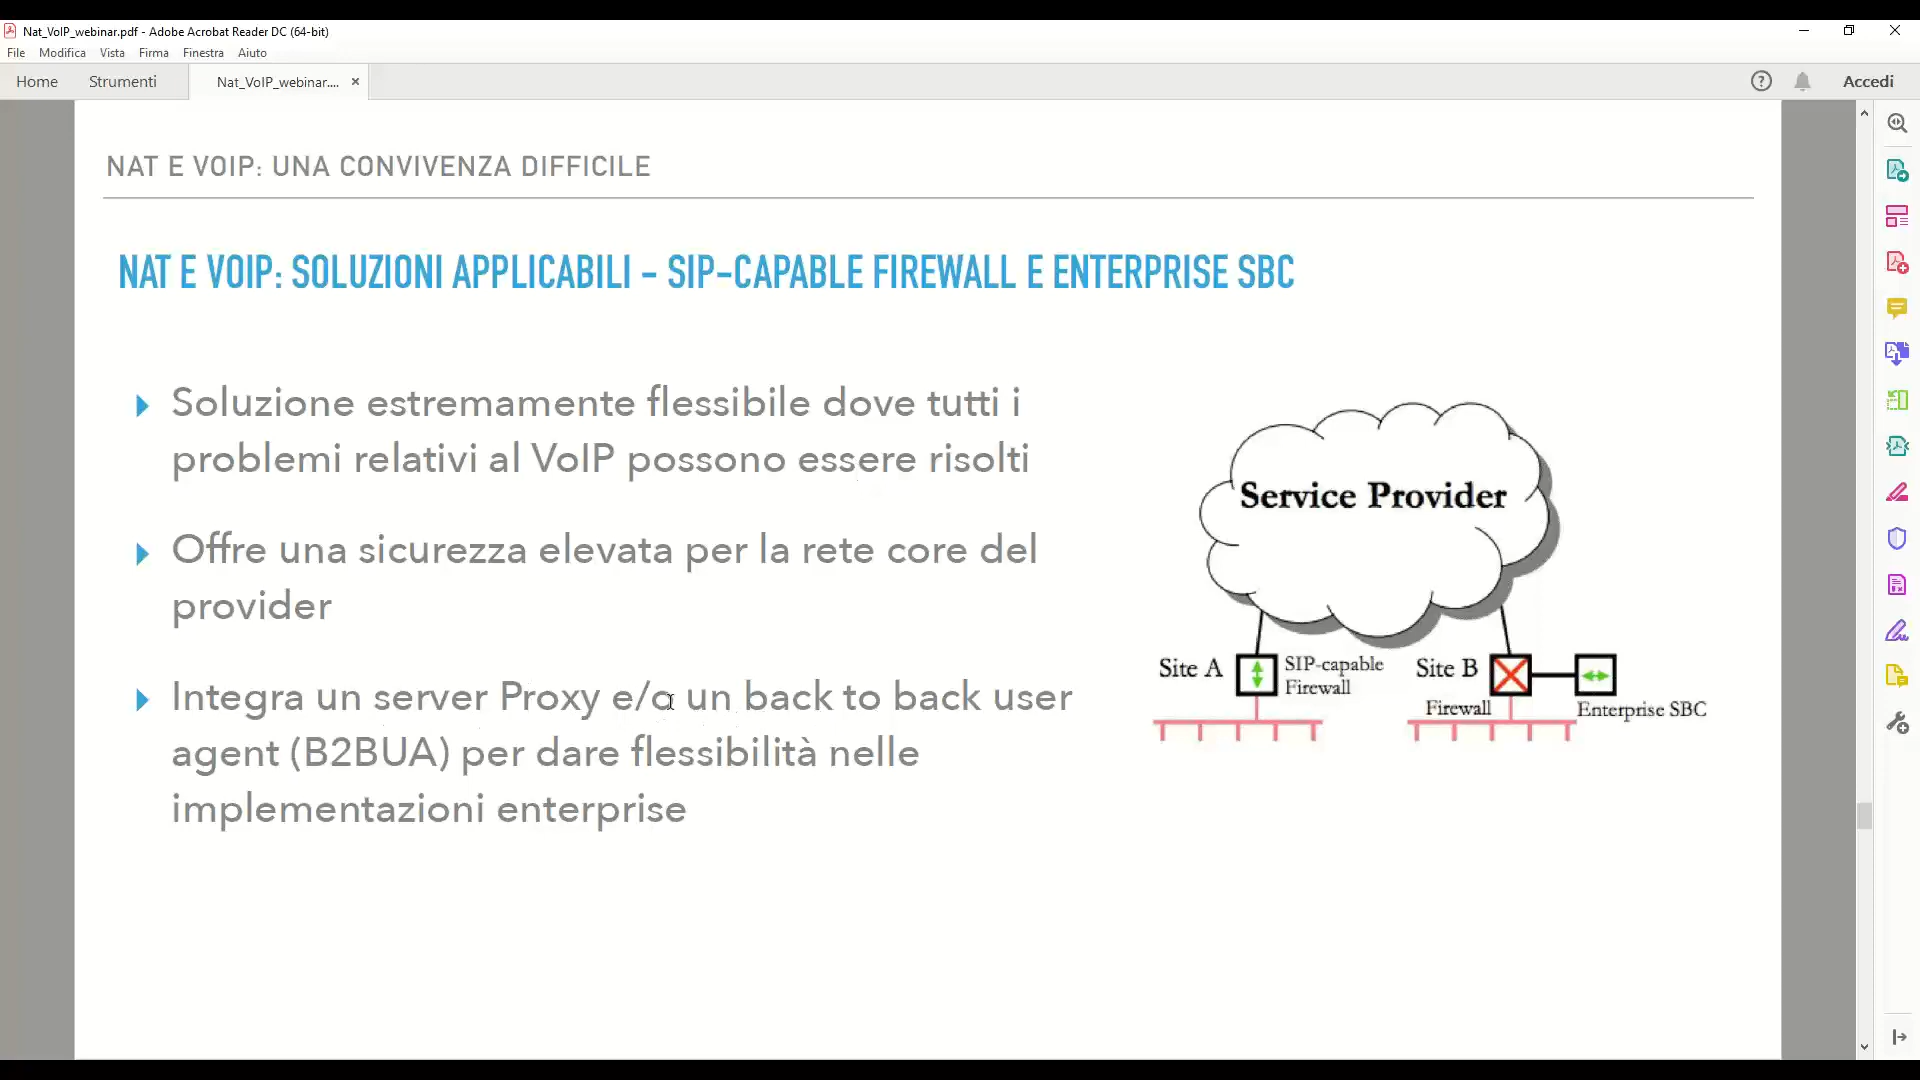 Nat_VoIP_webinar.pdf - Adobe Acrobat Reader DC (64-bit)
File Modifica Vista Firma Finestra Aiuto
Home Strumenti Nat_VoIP_webinar.... × Accedi
NAT E VOIP: UNA CONVIVENZA DIFFICILE
NAT E VOIP: SOLUZIONI APPLICABILI - SIP-CAPABLE FIREWALL E ENTERPRISE SBC
Soluzione estremamente flessibile dove tutti i
problemi relativi al VoIP possono essere risolti
Offre una sicurezza elevata per la rete core del
provider
Integra un server Proxy e/o un back to back user
agent (B2BUA) per dare flessibilità nelle
implementazioni enterprise
Service Provider
Site A
SIP-capable
Firewall
Site B
Firewall
Enterprise SBC